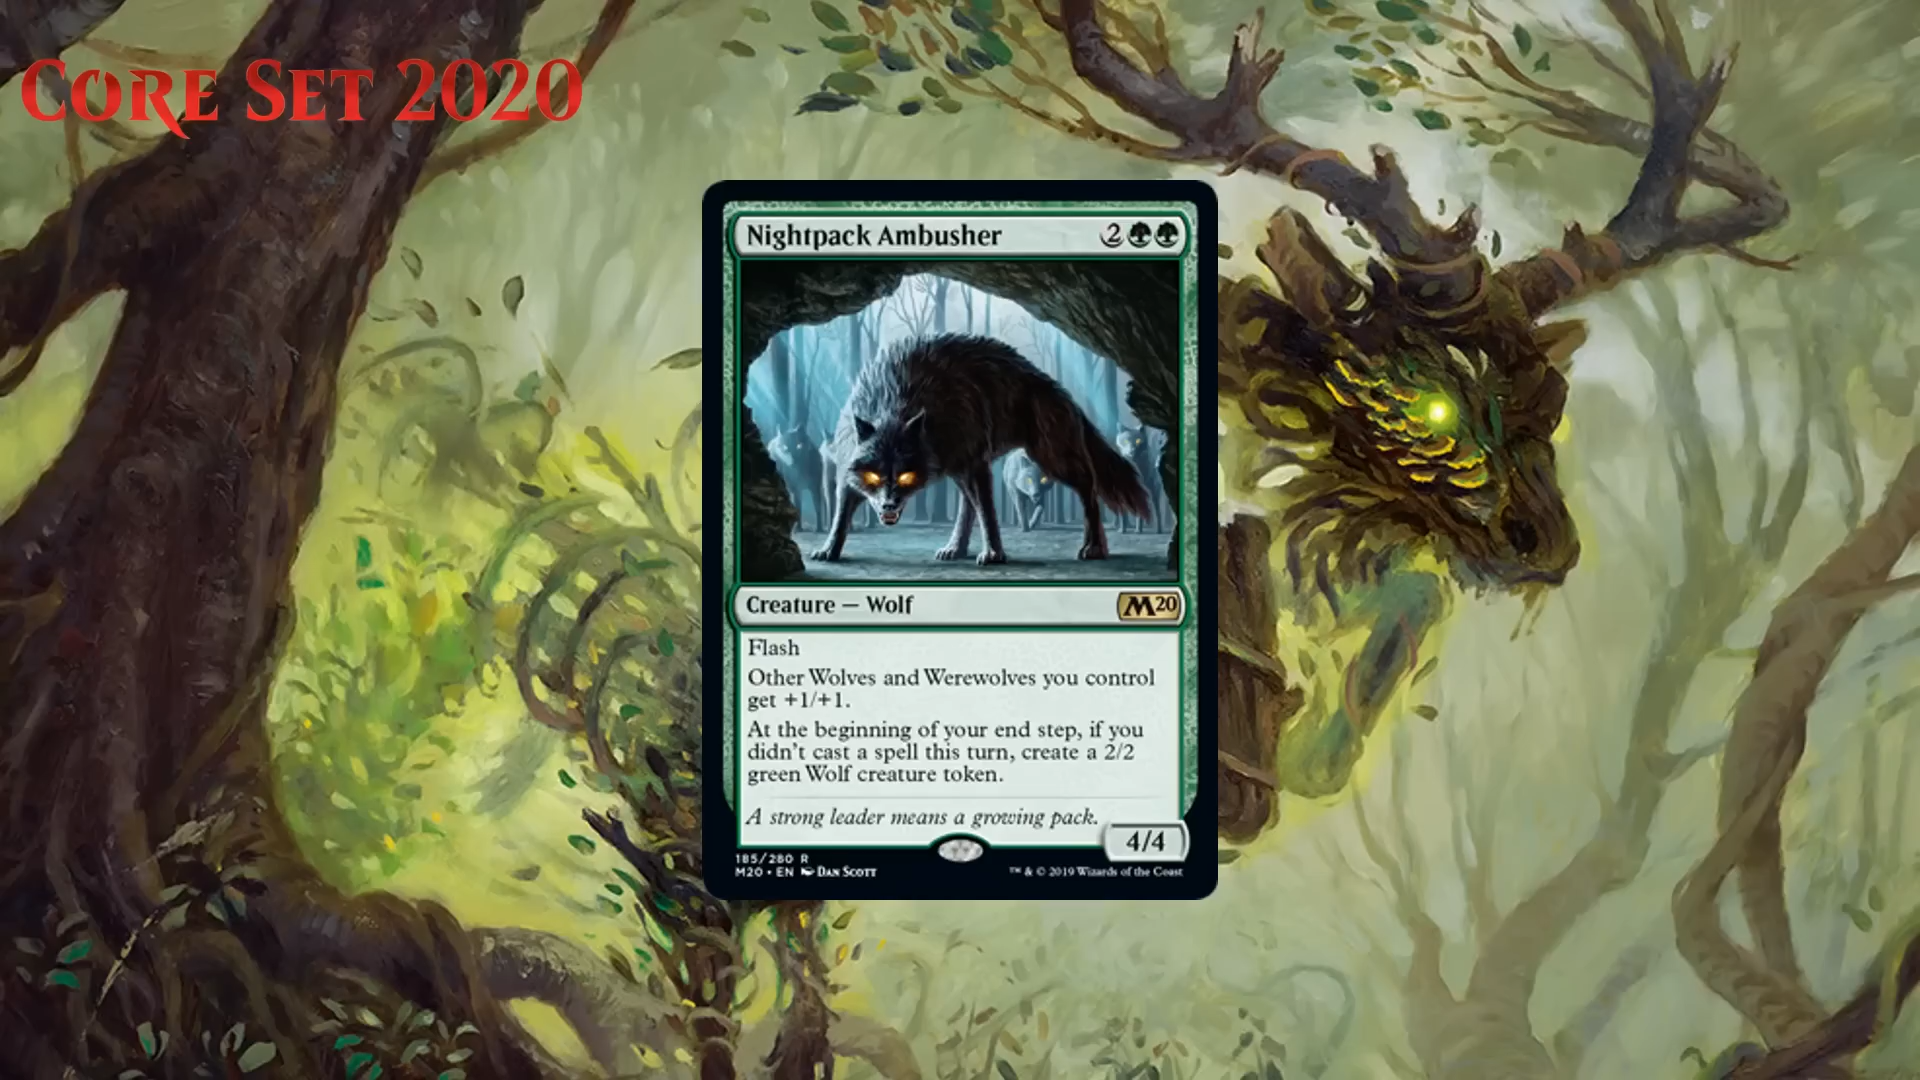 Core Set 2020
Nightpack Ambusher 2
Creature — Wolf M20
Flash
Other Wolves and Werewolves you control
get +1/+1.
At the beginning of your end step, if you
didn't cast a spell this turn, create a 2/2
green Wolf creature token.
A strong leader means a growing pack.
4/4
185/280 R
M20 • EN Dan Scott
™ & © 2019 Wizards of the Coast